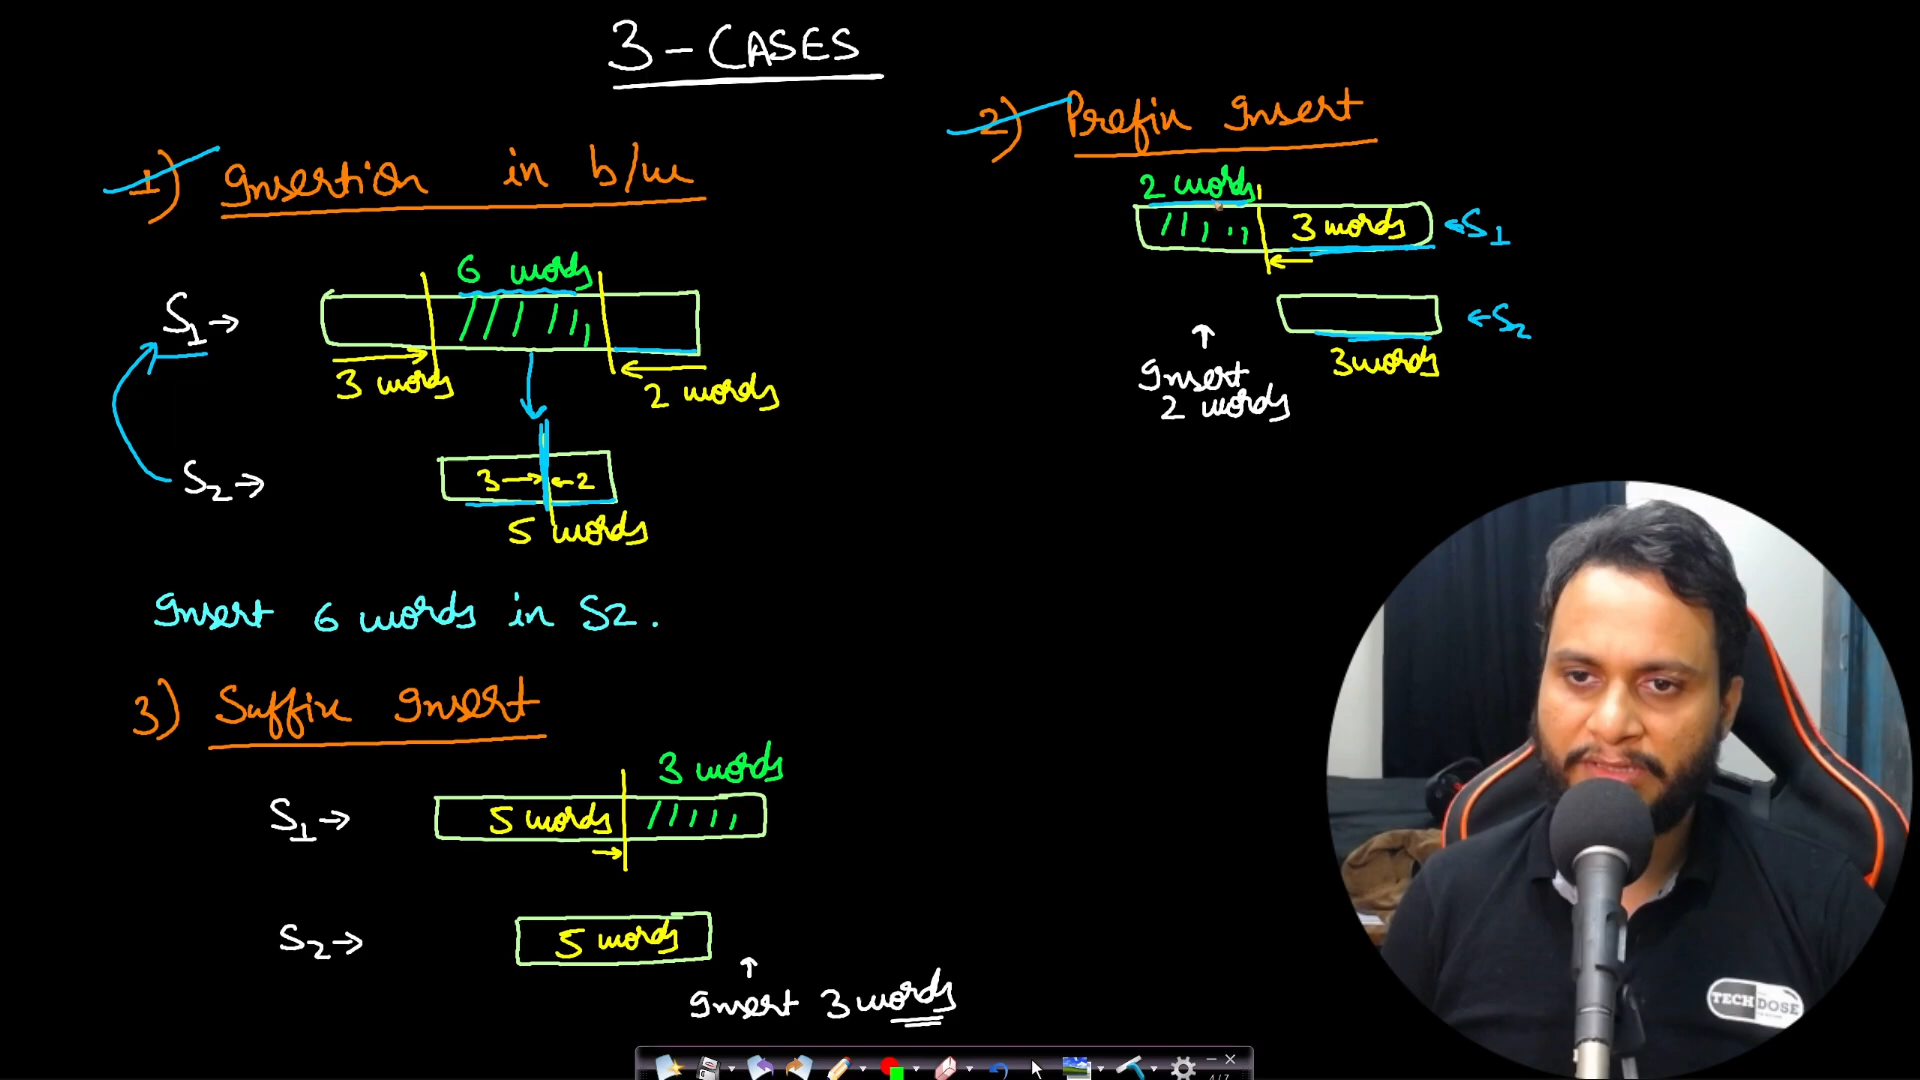 3 - CASES
1) Insertion in b/w
6 words
S1 →
3 words
2 words
S2 →
3 → ← 2
5 words
Insert 6 words in S2.
3) Suffix Insert
3 words
S1 →
5 words
S2 →
5 words
Insert 3 words
2) Prefix Insert
2 words
3 words
← S1
← S2
3 words
Insert
2 words
TECH DOSE